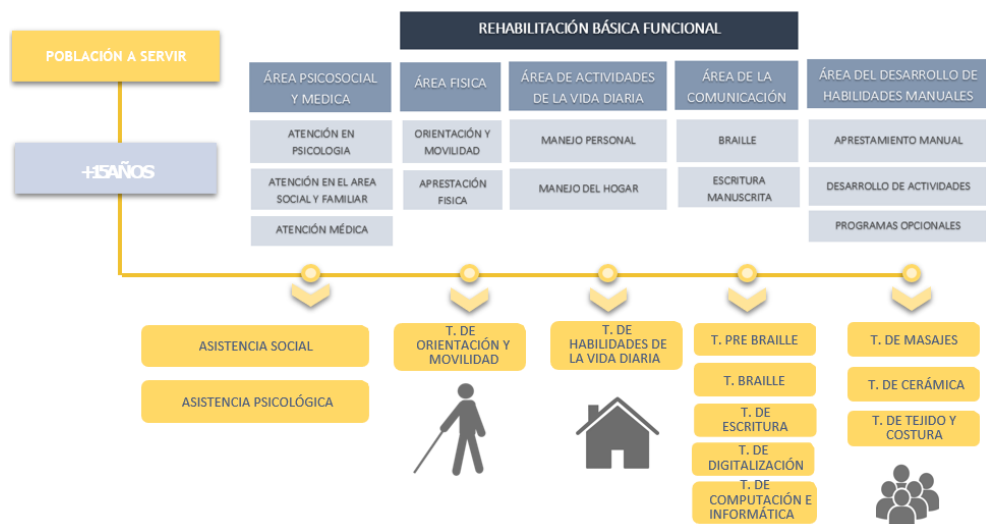 REHABILITACIÓN BÁSICA FUNCIONAL
POBLACIÓN A SERVIR
+15AÑOS
ÁREA PSICOSOCIAL
Y MEDICA
ATENCIÓN EN
PSICOLOGIA
ATENCIÓN EN EL AREA
SOCIAL Y FAMILIAR
ATENCIÓN MÉDICA
ÁREA FISICA
ORIENTACIÓN Y
MOVILIDAD
APRESTACIÓN
FISICA
ÁREA DE ACTIVIDADES
DE LA VIDA DIARIA
MANEJO PERSONAL
MANEJO DEL HOGAR
ÁREA DE LA
COMUNICACIÓN
BRAILLE
ESCRITURA
MANUSCRITA
ÁREA DEL DESARROLLO DE
HABILIDADES MANUALES
APRESTAMIENTO MANUAL
DESARROLLO DE ACTIVIDADES
PROGRAMAS OPCIONALES
ASISTENCIA SOCIAL
ASISTENCIA PSICOLÓGICA
T. DE
ORIENTACIÓN Y
MOVILIDAD
T. DE
HABILIDADES DE
LA VIDA DIARIA
T. PRE BRAILLE
T. BRAILLE
T. DE
ESCRITURA
T. DE
DIGITALIZACIÓN
T. DE
COMPUTACIÓN E
INFORMÁTICA
T. DE MASAJES
T. DE CERÁMICA
T. DE TEJIDO Y
COSTURA